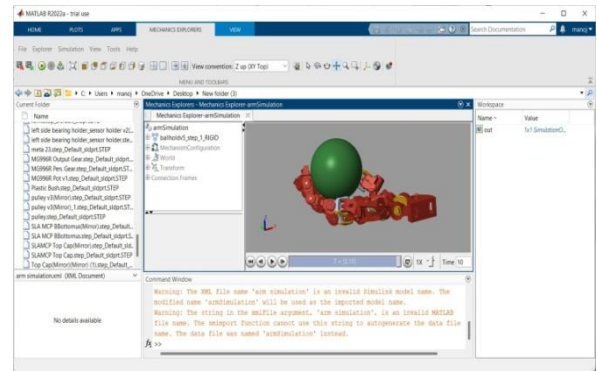 MATLAB R2022a - trial use
HOME PLOTS APPS MECHANICS EXPLORERS VIEW Search Documentation manoj
File Explorer Simulation View Tools Help
View convention: Z up (XY Top)
MENU AND TOOLBARS
C: Users manoj OneDrive Desktop New folder (3)
Current Folder
Name
left side bearing holder_sensor holder v2(...
left side bearing holder_sensor holder.ste...
meta 23.step_Default_sldprt.STEP
MG996R Output Gear.step_Default_sldprt...
MG996R Pen Gear.step_Default_sldprt.ST...
MG996R Pot v1.step_Default_sldprt.STEP
Plastic Bush.step_Default_sldprt.STEP
pulley v3(Mirror).step_Default_sldprt.STEP
pulley v3(Mirror)_1.step_Default_sldprt.ST...
pulley.step_Default_sldprt.STEP
SLA MCP BBottomus(Mirror).step_Default...
SLA MCP BBottomus.step_Default_sldprt.S...
SLAMCP Top Cap(Mirror).step_Default_sld...
SLAMCP Top Cap.step_Default_sldprt.STEP
Top Cap(Mirror)(Mirror) (1).step_Default_...
arm simulation.xml (XML Document)
No details available
Mechanics Explorers - Mechanics Explorer-armSimulation
Mechanics Explorer-armSimulation
armSimulation
ballholdv5_step_1_RIGID
MechanismConfiguration
World
Transform
Connection Frames
1X Time 10
Command Window
Warning: The XML file name 'arm simulation' is an invalid Simulink model name. The
modified name 'armSimulation' will be used as the imported model name.
Warning: The string in the smiFile argument, 'arm simulation', is an invalid MATLAB
file name. The smimport function cannot use this string to autogenerate the data file
name. The data file was named 'armSimulation' instead.
fx >>
Workspace
Name Value
out 1x1 SimulationO...